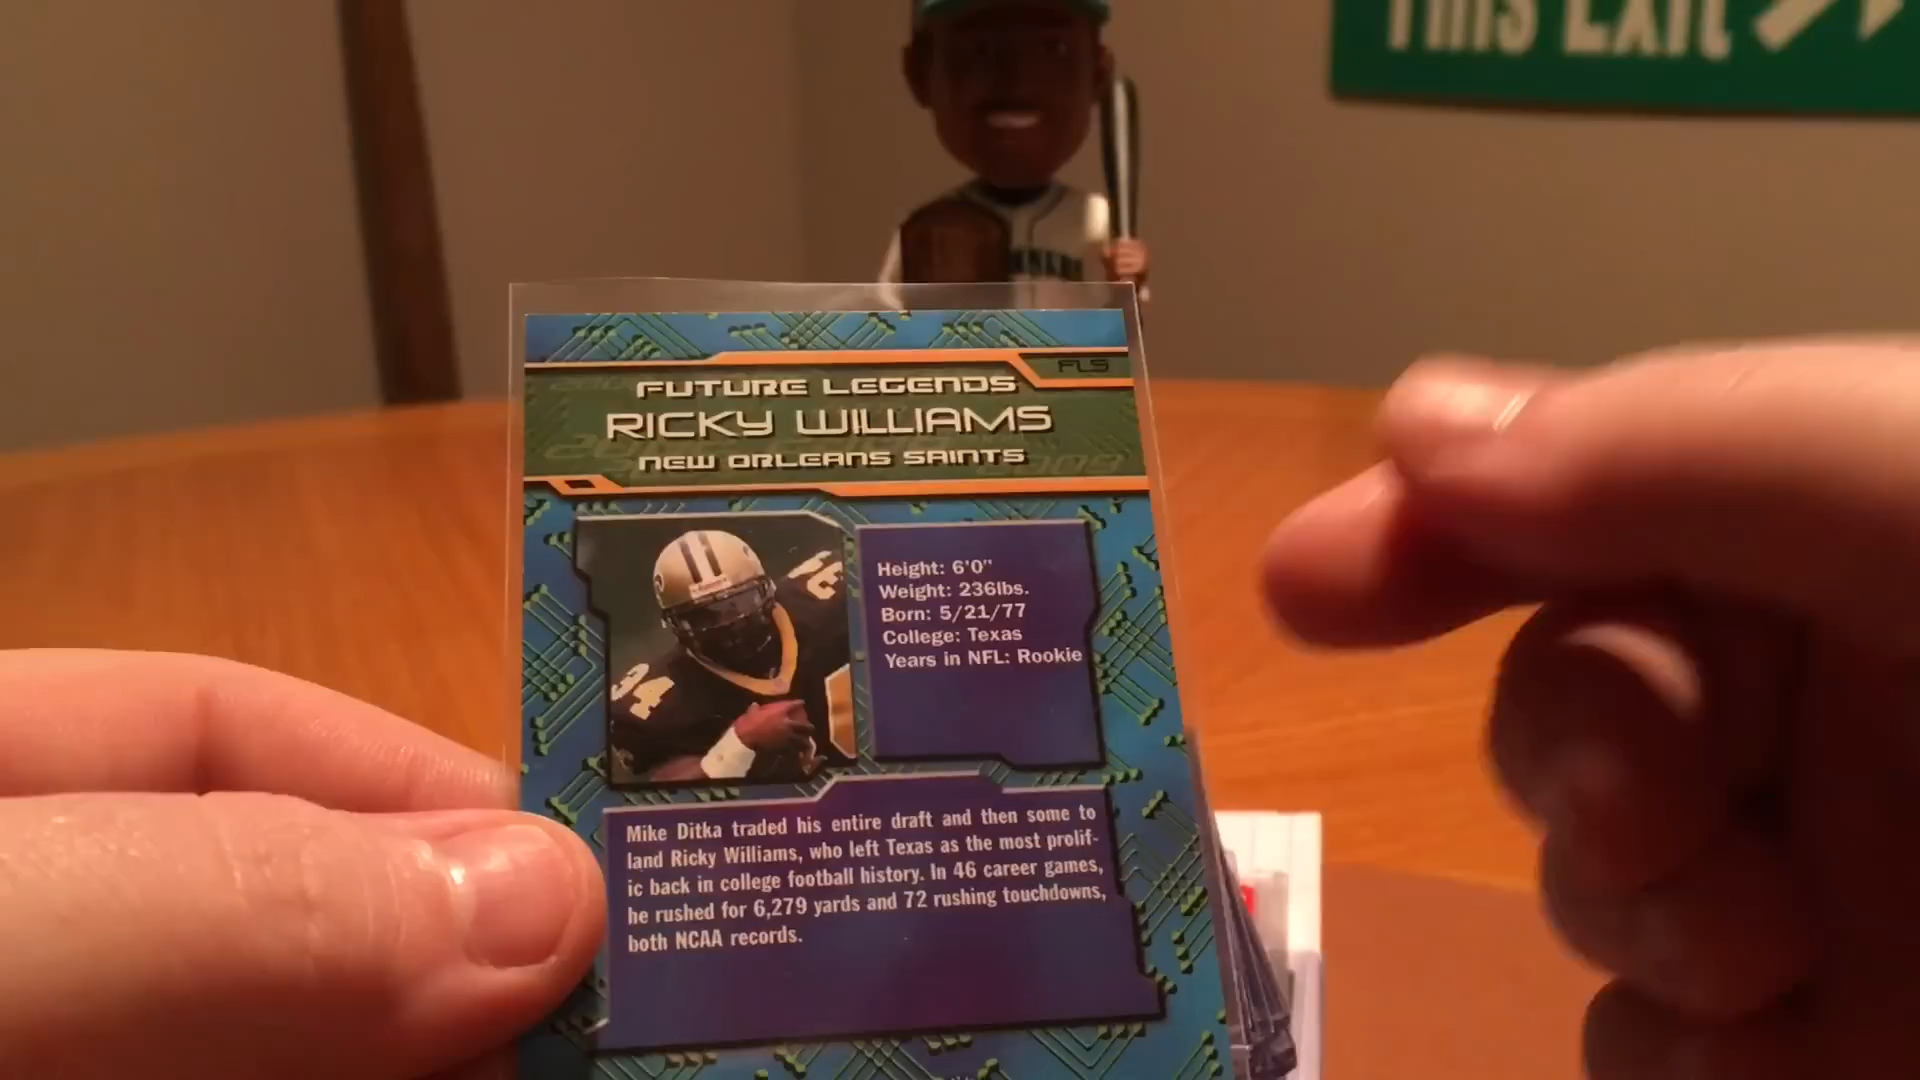 This Exit
FL5
FUTURE LEGENDS
RICKY WILLIAMS
NEW ORLEANS SAINTS
34
Height: 6'0"
Weight: 236lbs.
Born: 5/21/77
College: Texas
Years in NFL: Rookie
Mike Ditka traded his entire draft and then some to
land Ricky Williams, who left Texas as the most prolif-
ic back in college football history. In 46 career games,
he rushed for 6,279 yards and 72 rushing touchdowns,
both NCAA records.